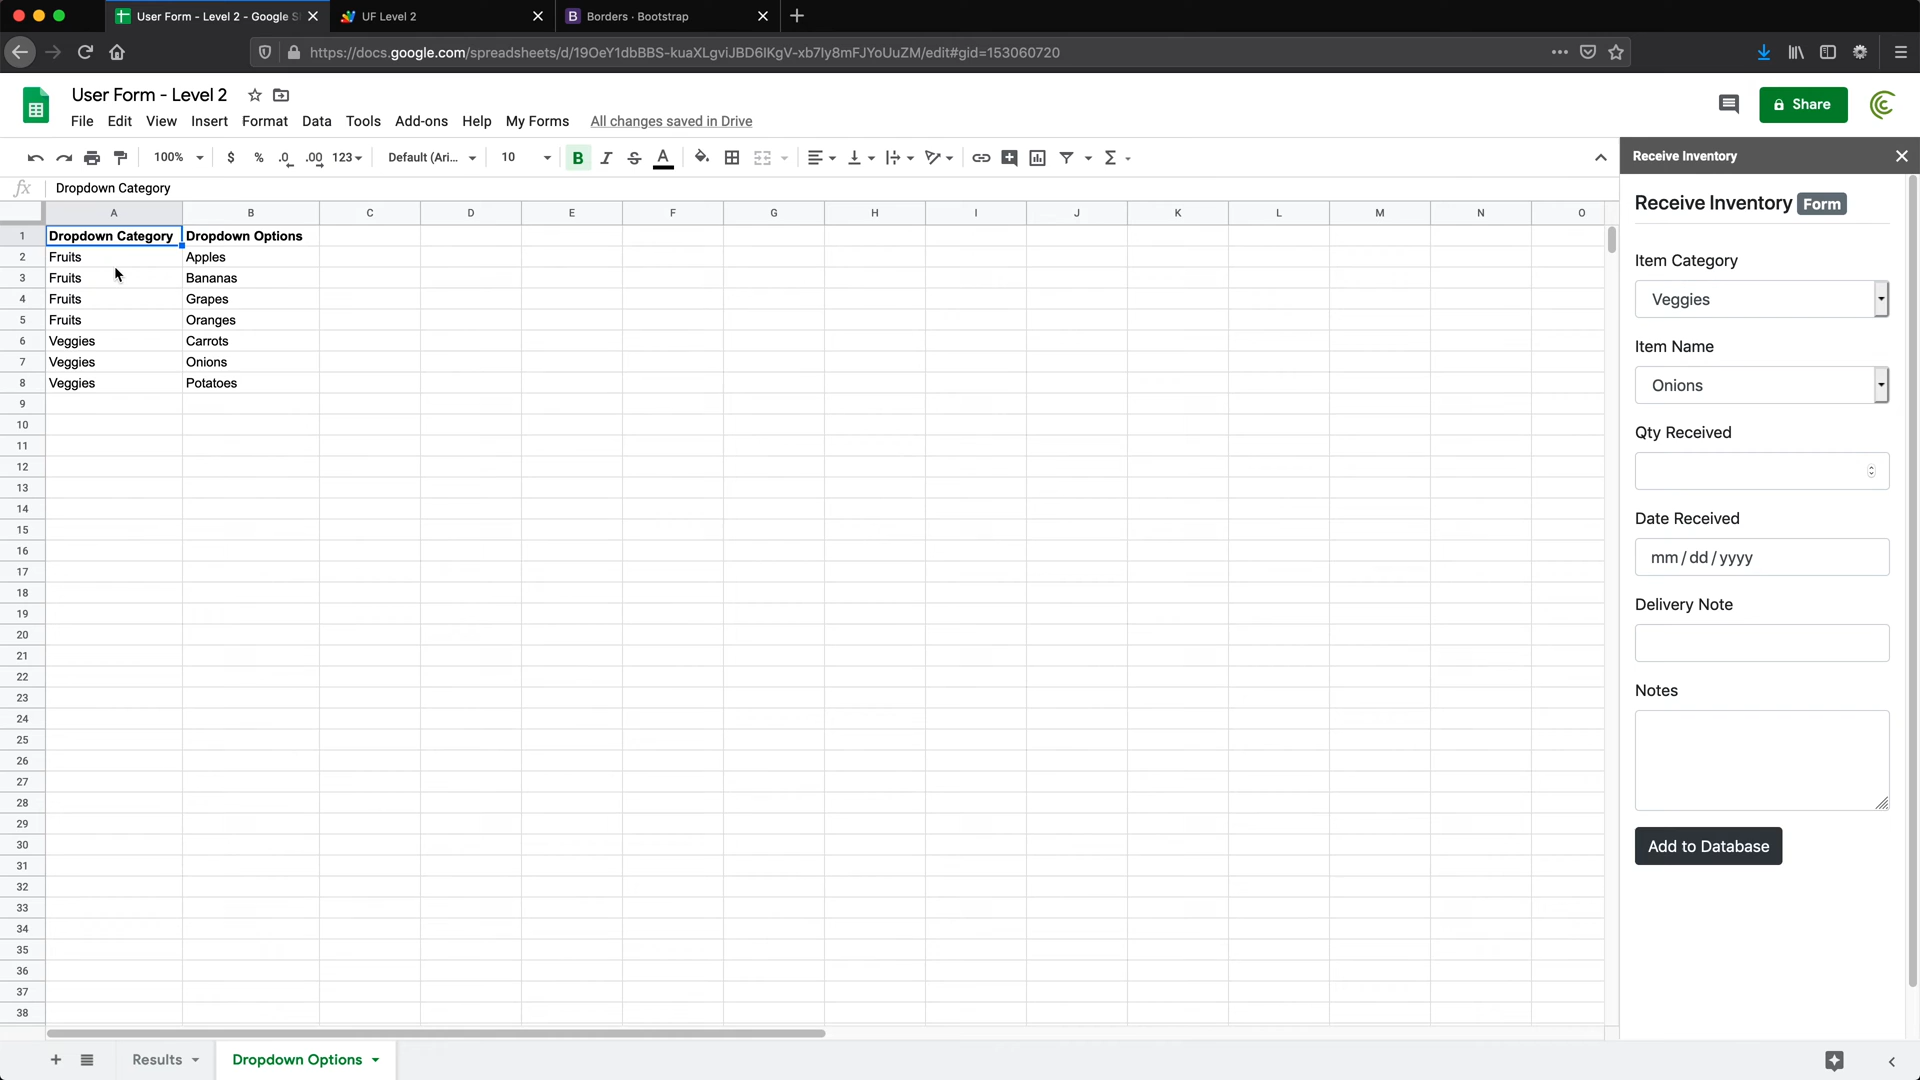 User Form - Level 2 - Google S
UF Level 2
B Borders · Bootstrap
https://docs.google.com/spreadsheets/d/19OeY1dbBBS-kuaXLgviJBD6lKgV-xb7Iy8mFJYoUuZM/edit#gid=153060720
User Form - Level 2
File Edit View Insert Format Data Tools Add-ons Help My Forms All changes saved in Drive
Share
100% $ % .0 .00 123 Default (Ari... 10 B I S A
fx Dropdown Category
A B C D E F G H I J K L M N O
1 Dropdown Category Dropdown Options
2 Fruits Apples
3 Fruits Bananas
4 Fruits Grapes
5 Fruits Oranges
6 Veggies Carrots
7 Veggies Onions
8 Veggies Potatoes
9
10
11
12
13
14
15
16
17
18
19
20
21
22
23
24
25
26
27
28
29
30
31
32
33
34
35
36
37
38
Results
Dropdown Options
Receive Inventory
Receive Inventory Form
Item Category
Veggies
Item Name
Onions
Qty Received
Date Received
mm / dd / yyyy
Delivery Note
Notes
Add to Database